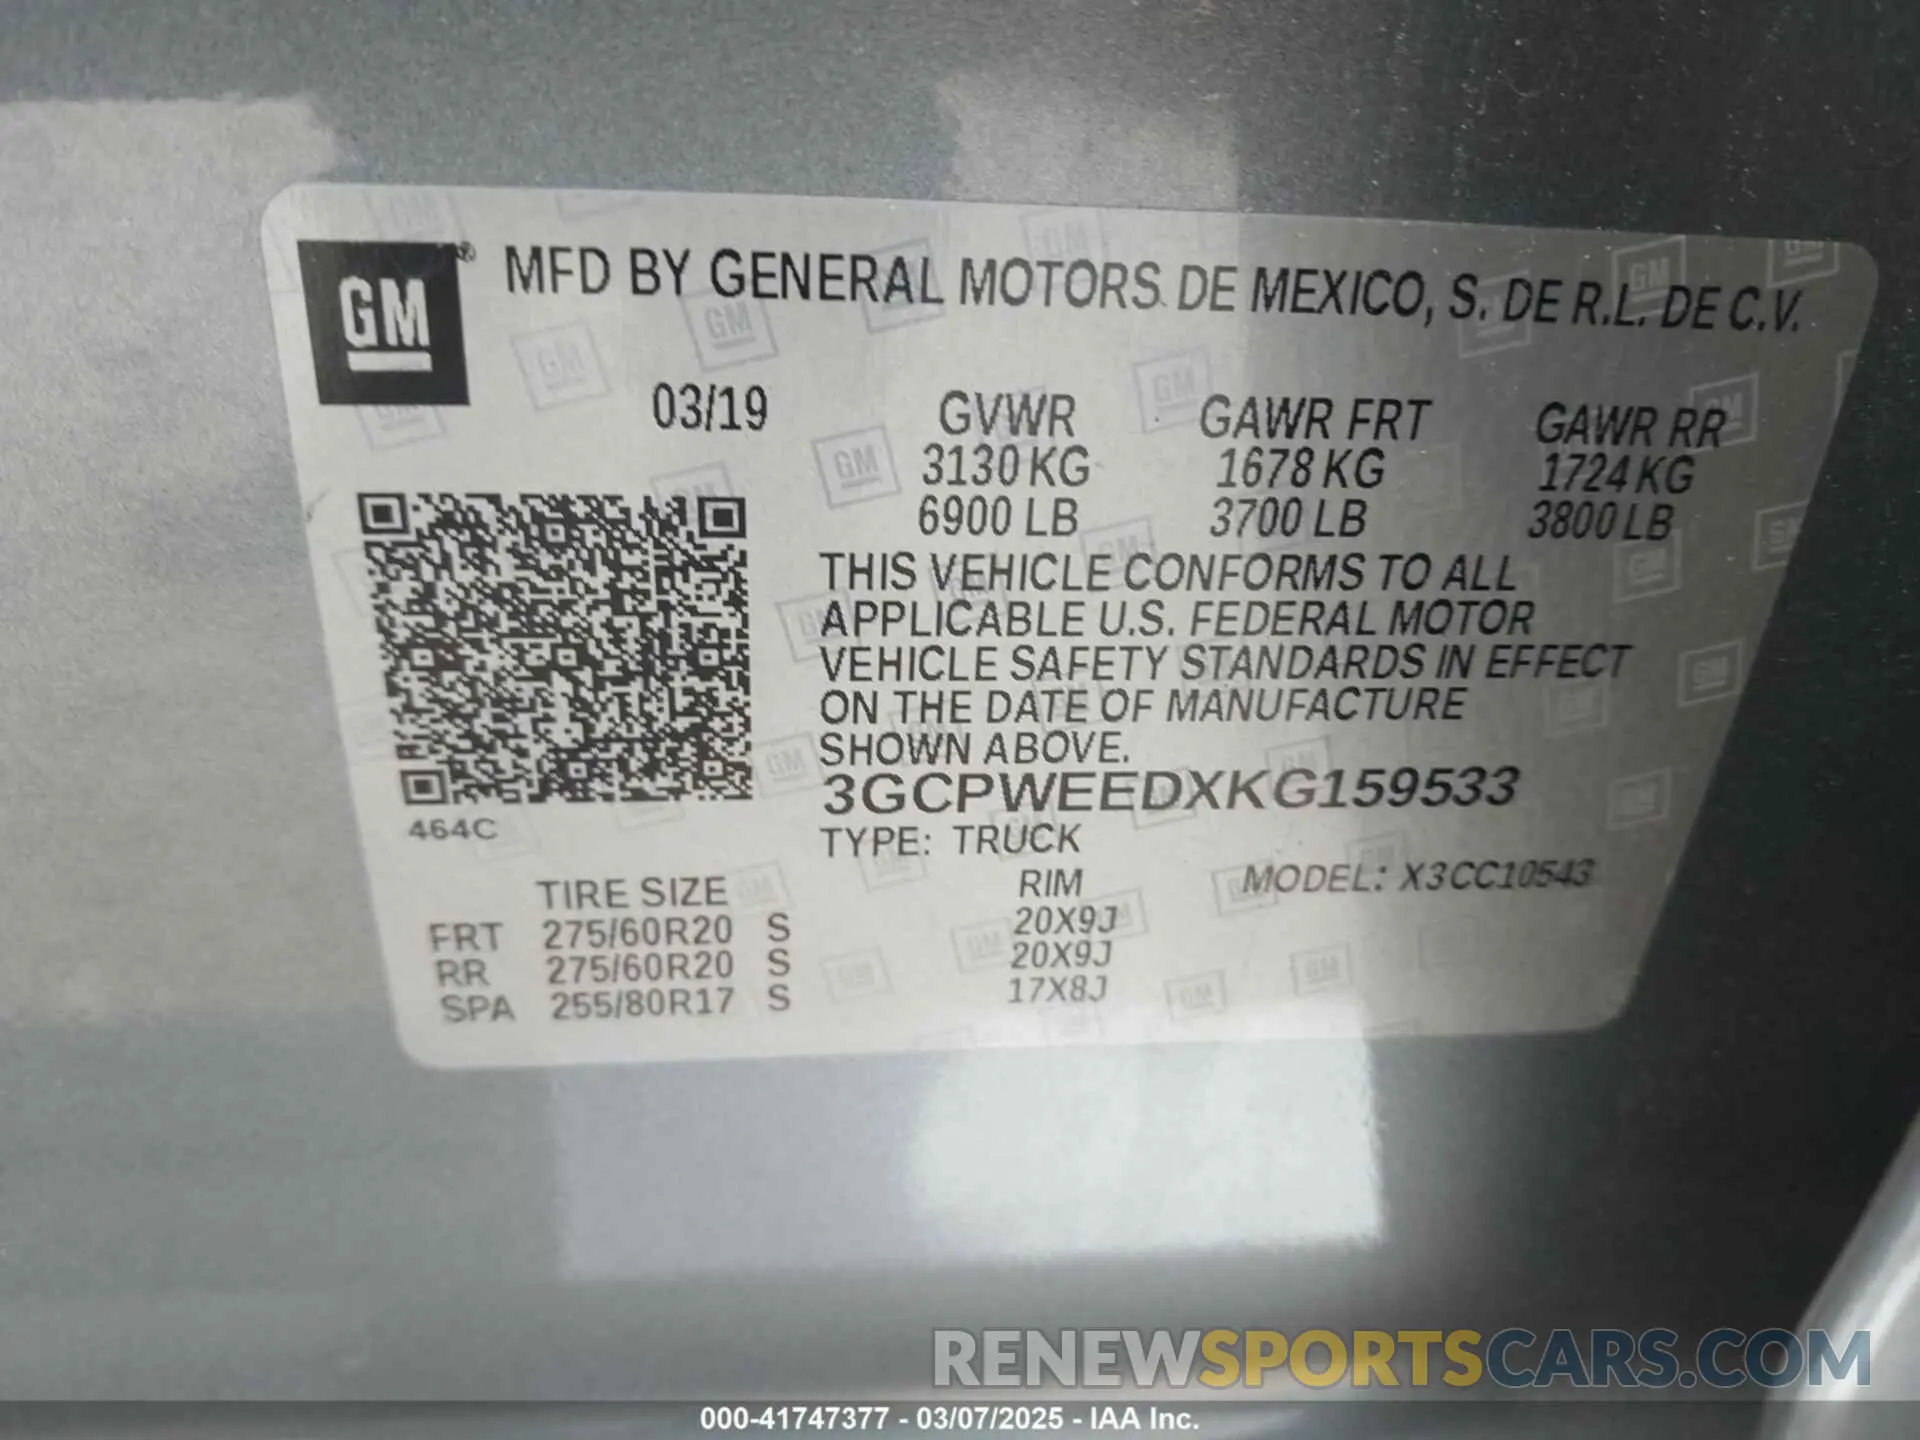 GM® MFD BY GENERAL MOTORS DE MEXICO, S. DE R.L. DE C.V.
03/19 GVWR GAWR FRT GAWR RR
3130 KG 1678 KG 1724 KG
6900 LB 3700 LB 3800 LB
THIS VEHICLE CONFORMS TO ALL
APPLICABLE U.S. FEDERAL MOTOR
VEHICLE SAFETY STANDARDS IN EFFECT
ON THE DATE OF MANUFACTURE
SHOWN ABOVE.
3GCPWEEDXKG159533
464C
TYPE: TRUCK
MODEL: X3CC10543
TIRE SIZE RIM
FRT 275/60R20 S 20X9J
RR 275/60R20 S 20X9J
SPA 255/80R17 S 17X8J
RENEWSPORTSCARS.COM
000-41747377 - 03/07/2025 - IAA Inc.